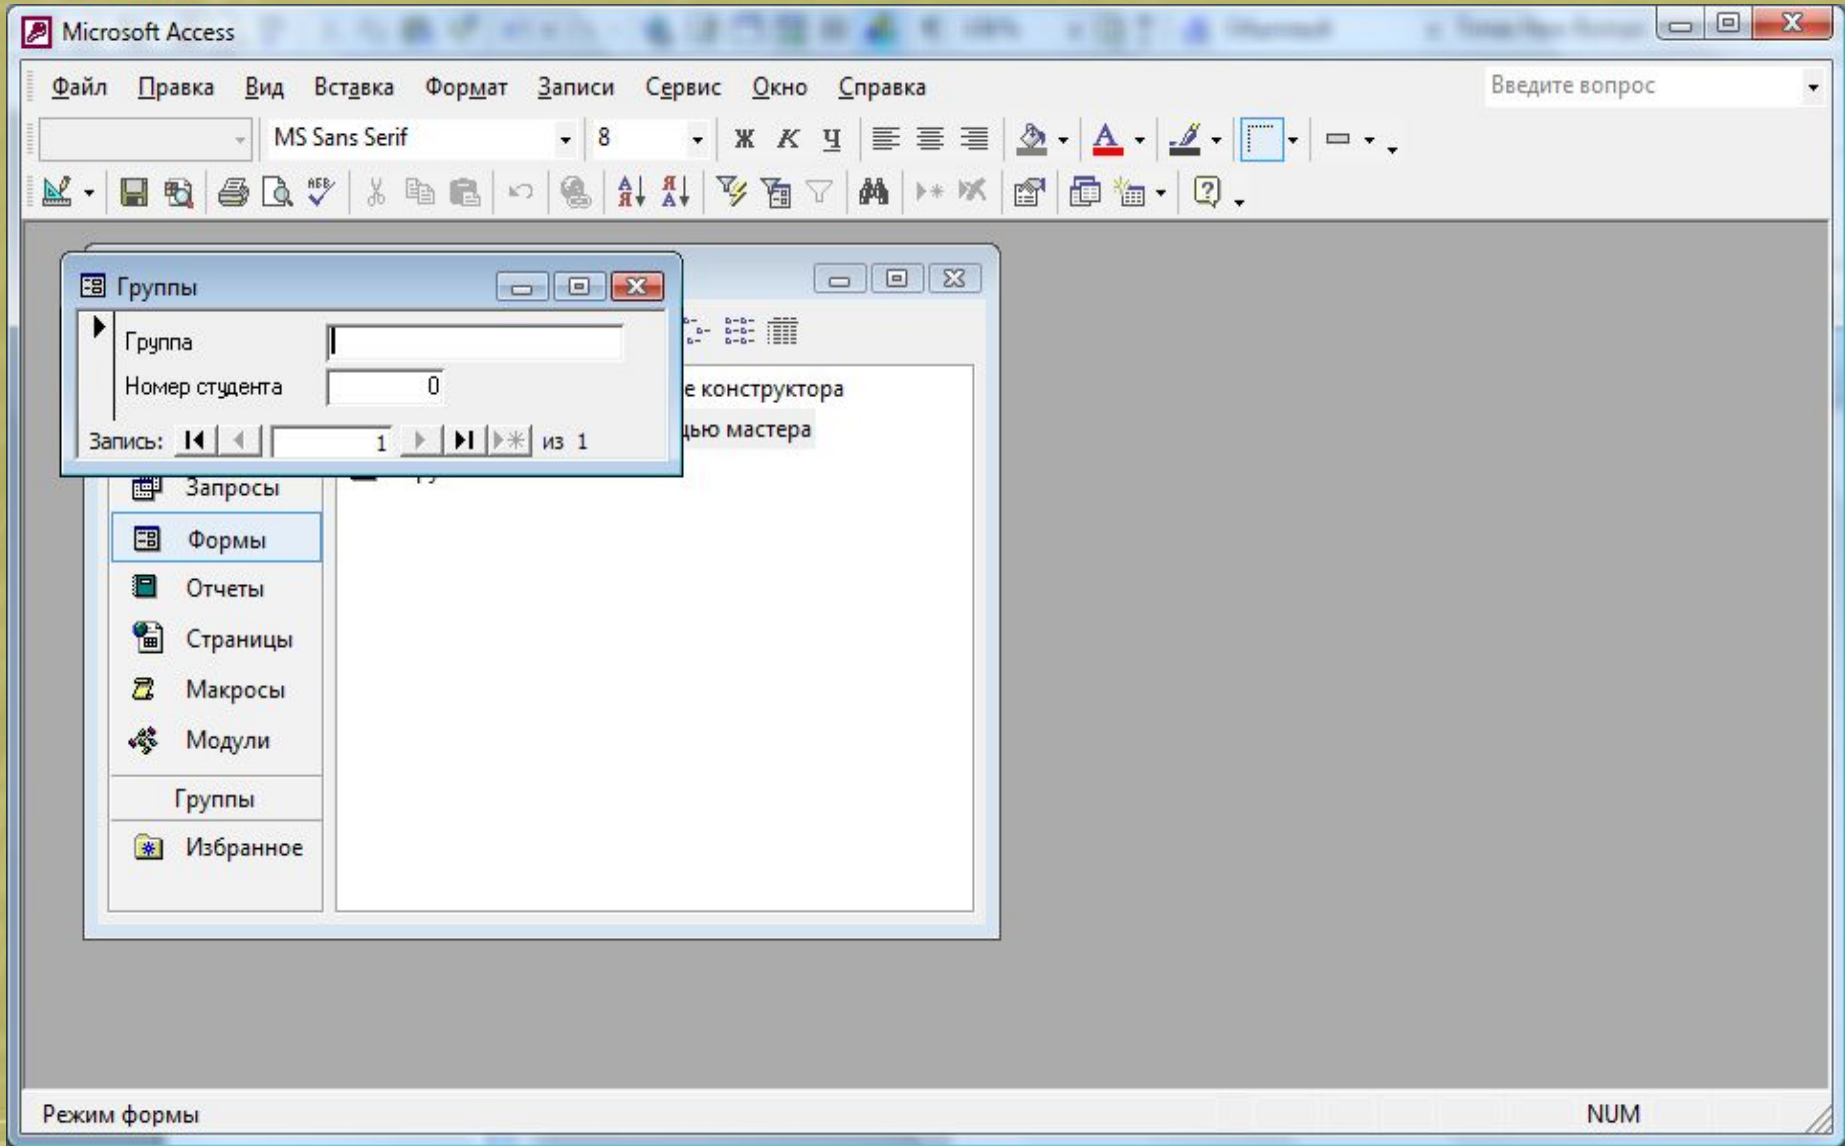 Microsoft Access
Файл Правка Вид Вставка Формат Записи Сервис Окно Справка Введите вопрос
MS Sans Serif 8 Ж К Ч А
АБВ А Я Я А
Группы
Группа
Номер студента 0
е конструктора
цью мастера
Запись: 1 из 1
Запросы
Формы
Отчеты
Страницы
Макросы
Модули
Группы
Избранное
Режим формы NUM